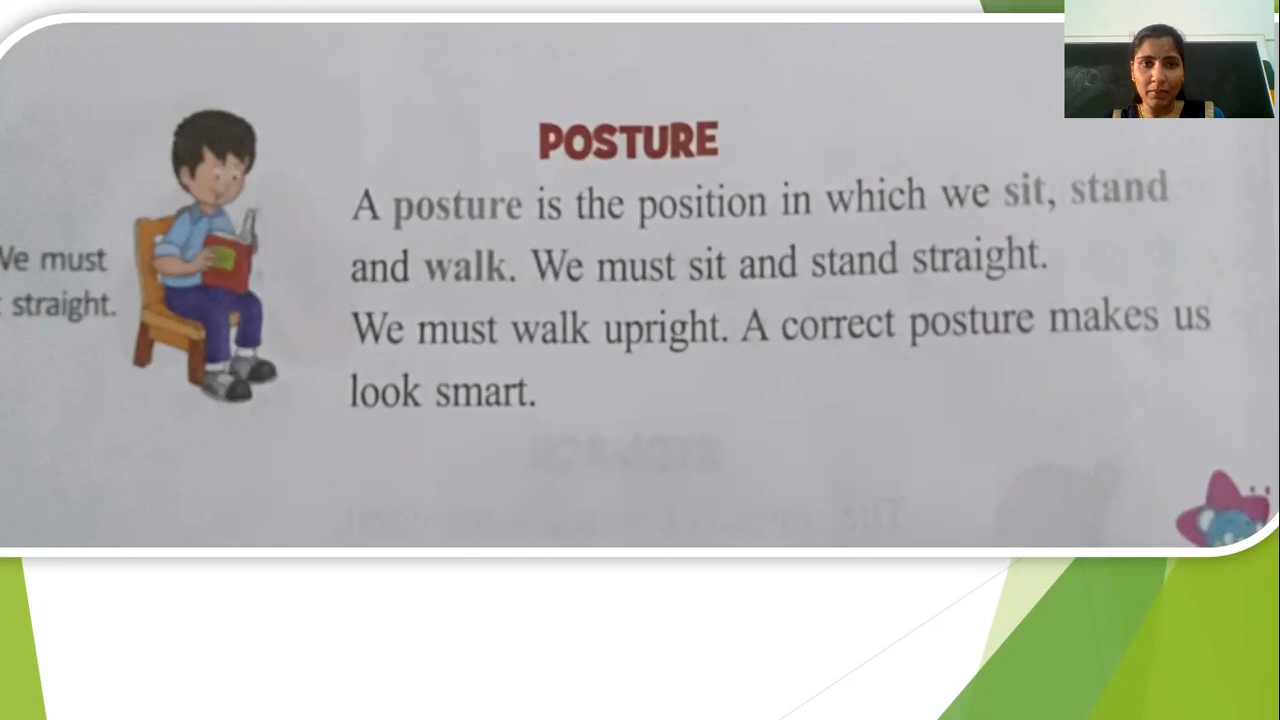 POSTURE
A posture is the position in which we sit, stand
and walk. We must sit and stand straight.
We must walk upright. A correct posture makes us
look smart.
must
straight.